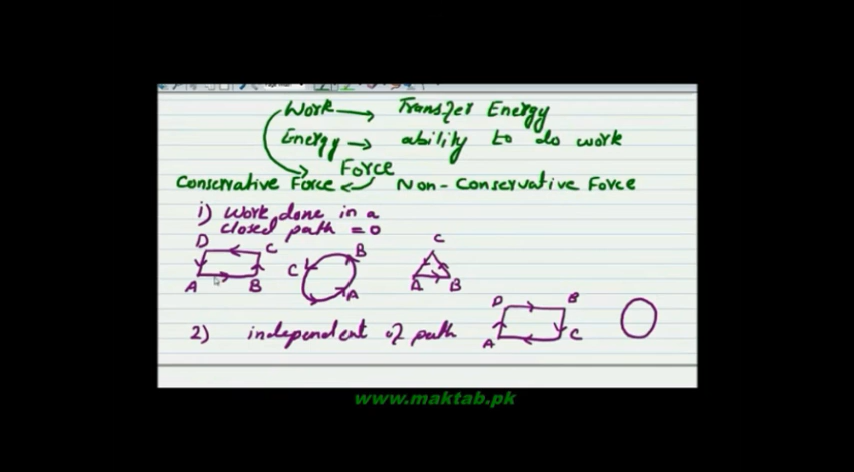 Work → Transfer Energy
Energy → ability to do work
Force
Conservative Force ← Non-Conservative Force
i) Work done in a
closed path = 0
D C B C
C
A B A A B
D B
2) independent of path
A C
www.maktab.pk